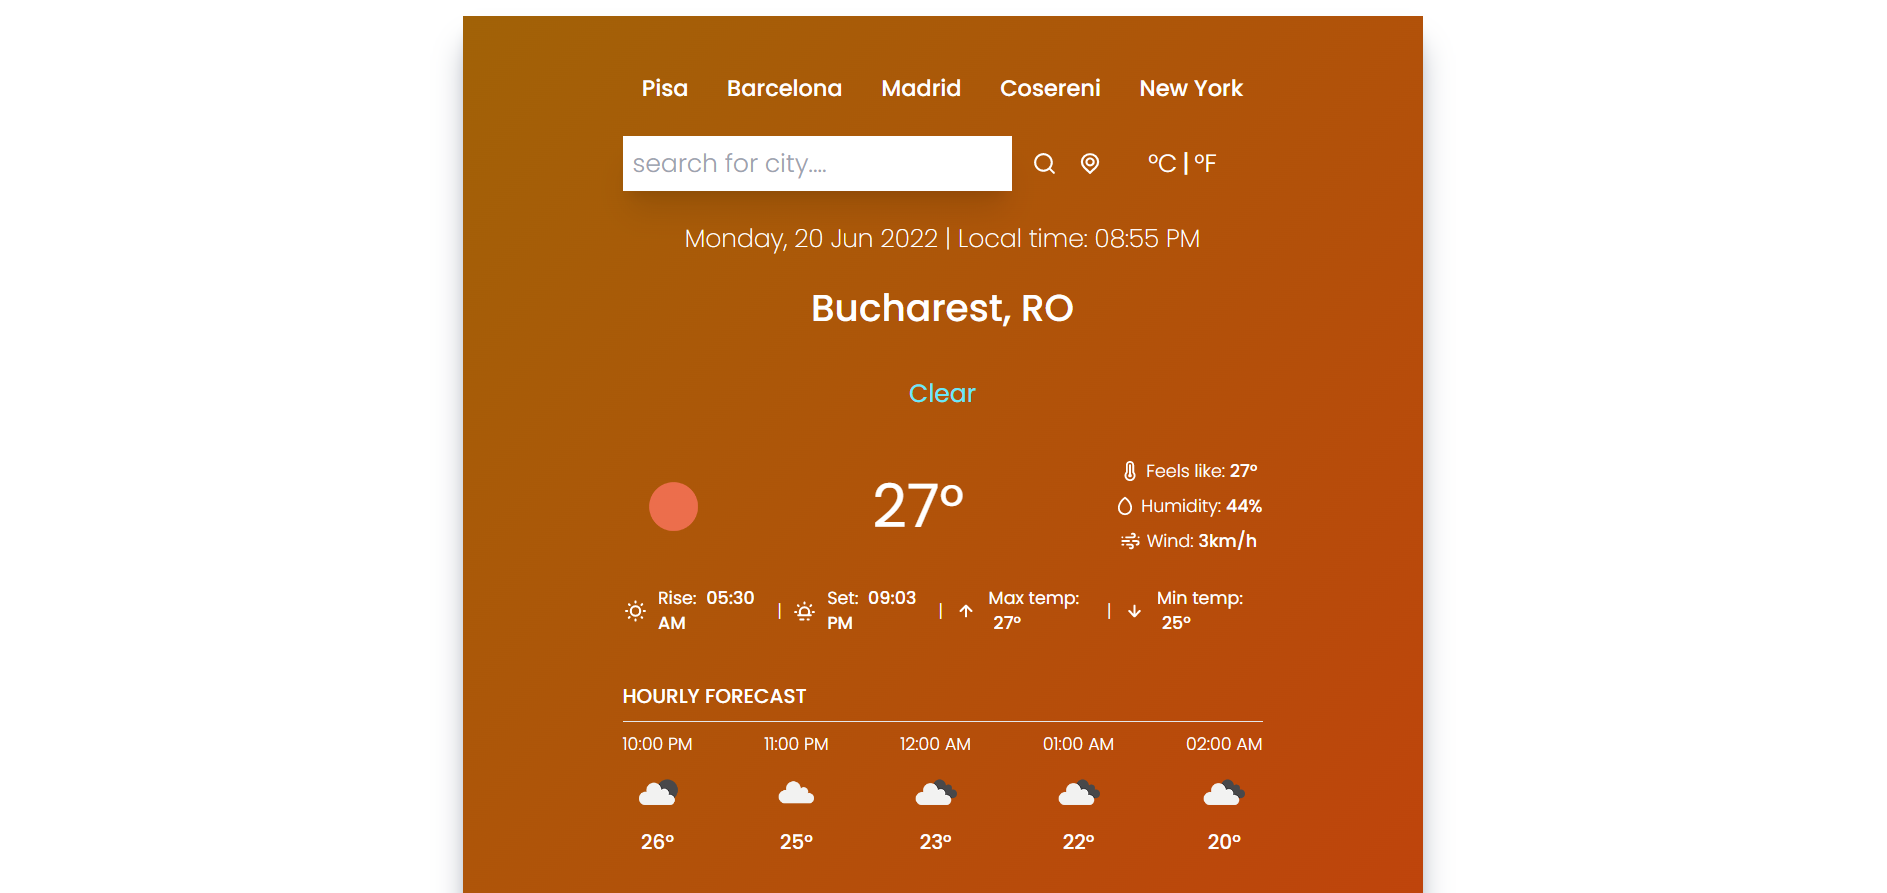 Pisa Barcelona Madrid Cosereni New York
search for city.... °C | °F
Monday, 20 Jun 2022 | Local time: 08:55 PM
Bucharest, RO
Clear
27°
Feels like: 27°
Humidity: 44%
Wind: 3km/h
Rise: 05:30 AM | Set: 09:03 PM | Max temp: 27° | Min temp: 25°
HOURLY FORECAST
10:00 PM 11:00 PM 12:00 AM 01:00 AM 02:00 AM
26° 25° 23° 22° 20°